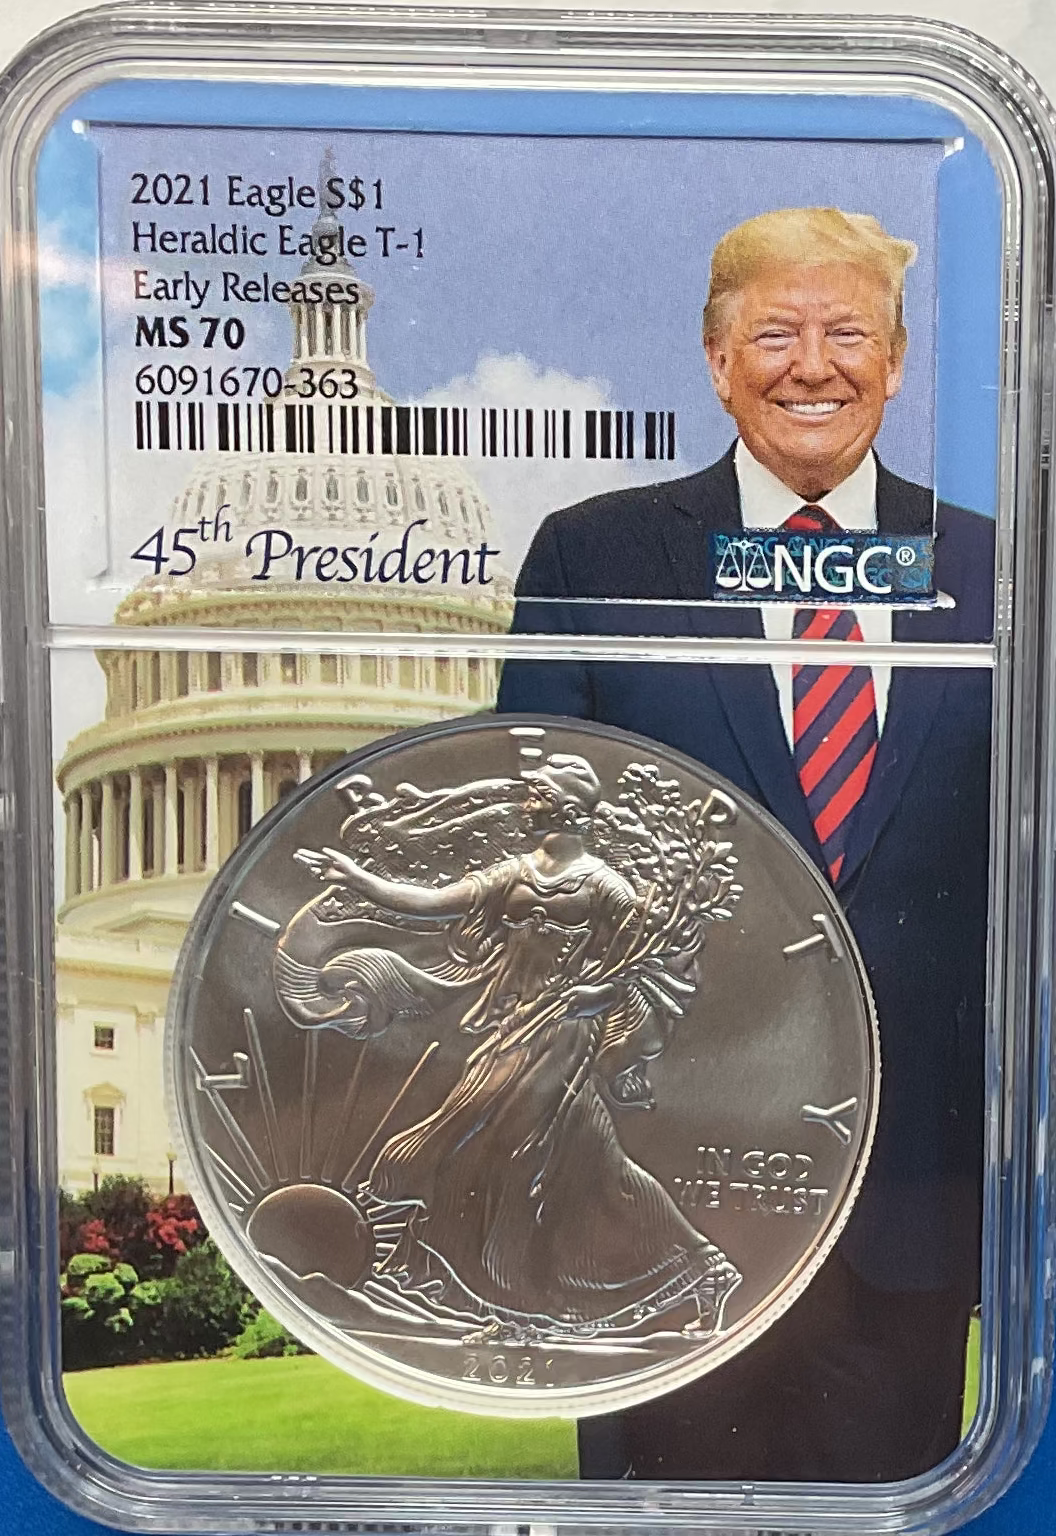 2021 Eagle S$1
Heraldic Eagle T-1
Early Releases
MS 70
6091670-363
45th President
NGC®
LIBERTY
IN GOD
WE TRUST
2021